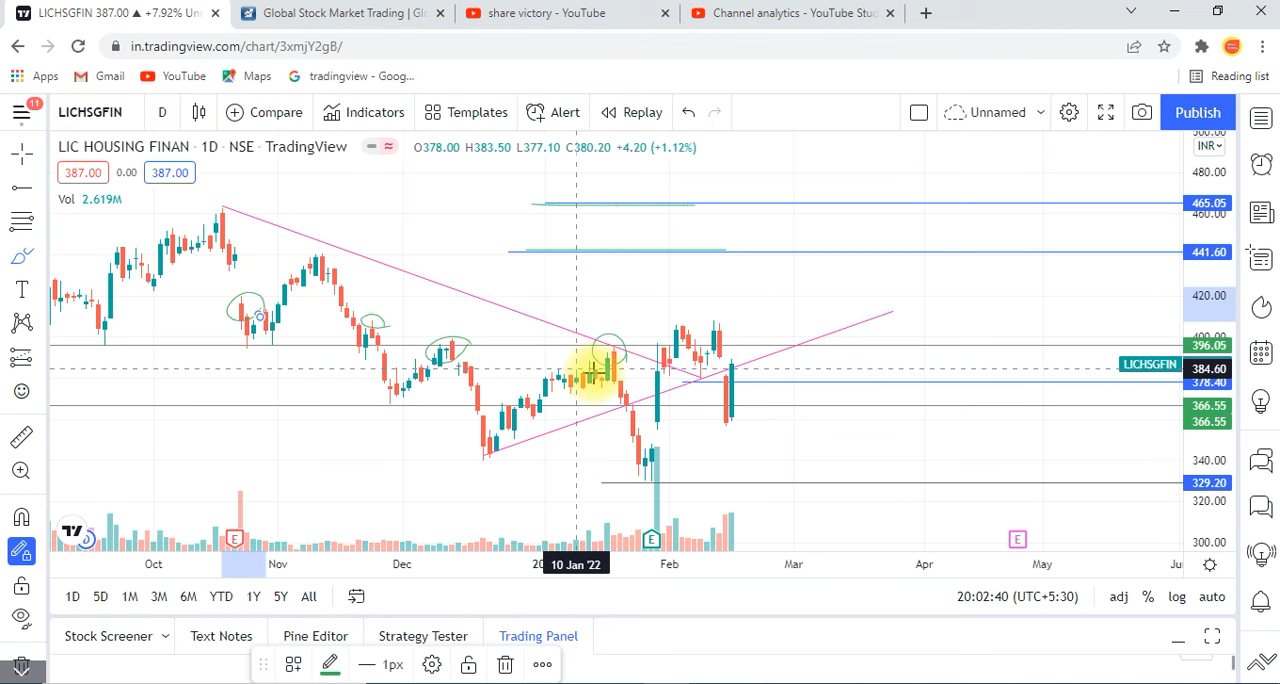 LICHSGFIN 387.00 ▲ +7.92% Un
Global Stock Market Trading | Gl
share victory - YouTube
Channel analytics - YouTube Stud
in.tradingview.com/chart/3xmjY2gB/
Apps
Gmail
YouTube
Maps
tradingview - Goog...
Reading list
11
LICHSGFIN
D
Compare
Indicators
Templates
Alert
Replay
Unnamed
Publish
LIC HOUSING FINAN · 1D · NSE · TradingView
O378.00 H383.50 L377.10 C380.20 +4.20 (+1.12%)
INR
387.00 0.00 387.00
Vol 2.619M
480.00
465.05
460.00
441.60
420.00
396.05
LICHSGFIN
384.60
378.40
366.55
366.55
340.00
329.20
320.00
300.00
E
E
E
Oct
Nov
Dec
20
10 Jan '22
Feb
Mar
Apr
May
1D 5D 1M 3M 6M YTD 1Y 5Y All
20:02:40 (UTC+5:30)
adj % log auto
Stock Screener
Text Notes
Pine Editor
Strategy Tester
Trading Panel
1px